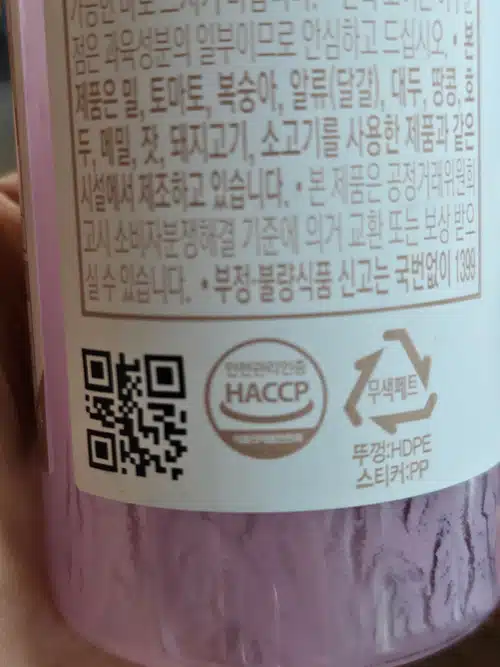 점은 과육성분의 일부이므로 안심하고 드십시오. • 본
제품은 밀, 토마토, 복숭아, 알류(달걀), 대두, 땅콩, 호
두, 메밀, 잣, 돼지고기, 소고기를 사용한 제품과 같은
시설에서 제조하고 있습니다. • 본 제품은 공정거래위원회
고시 소비자분쟁해결 기준에 의거 교환 또는 보상 받으
실 수 있습니다. • 부정·불량식품 신고는 국번없이 1399
안전관리인증
HACCP
무색페트
뚜껑:HDPE
스티커:PP